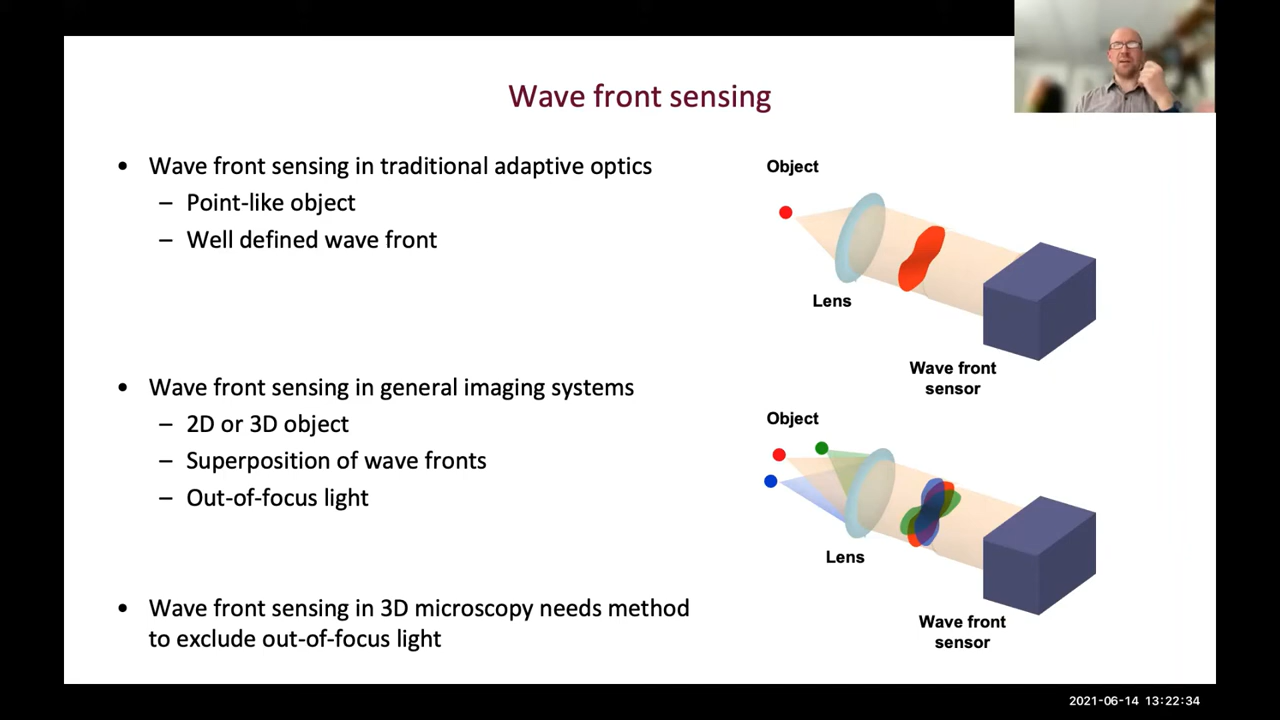 Wave front sensing
• Wave front sensing in traditional adaptive optics
– Point-like object
– Well defined wave front
Object
Lens
Wave front
sensor
• Wave front sensing in general imaging systems
– 2D or 3D object
– Superposition of wave fronts
– Out-of-focus light
Object
Lens
Wave front
sensor
• Wave front sensing in 3D microscopy needs method
to exclude out-of-focus light
2021-06-14 13:22:34